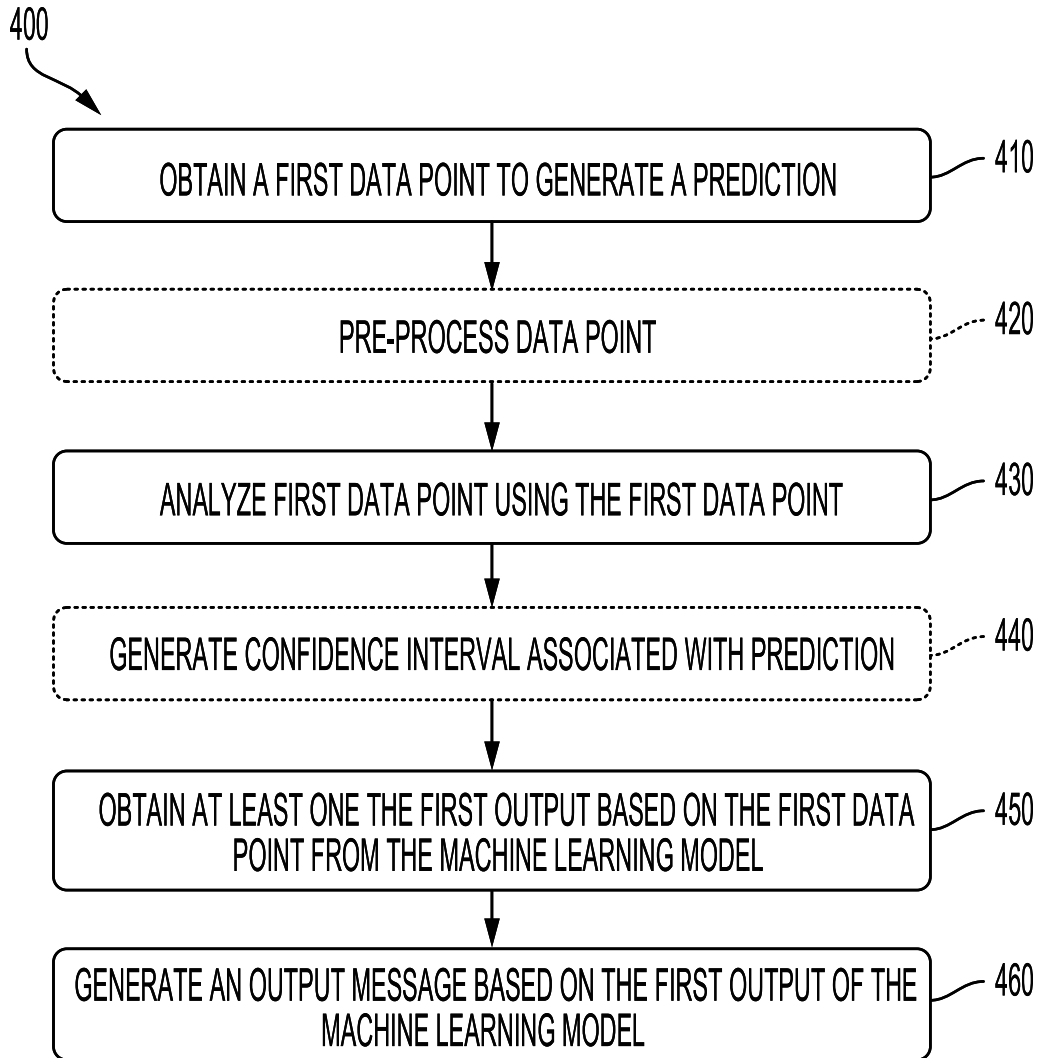 400
OBTAIN A FIRST DATA POINT TO GENERATE A PREDICTION
410
PRE-PROCESS DATA POINT
420
ANALYZE FIRST DATA POINT USING THE FIRST DATA POINT
430
GENERATE CONFIDENCE INTERVAL ASSOCIATED WITH PREDICTION
440
OBTAIN AT LEAST ONE THE FIRST OUTPUT BASED ON THE FIRST DATA
POINT FROM THE MACHINE LEARNING MODEL
450
GENERATE AN OUTPUT MESSAGE BASED ON THE FIRST OUTPUT OF THE
MACHINE LEARNING MODEL
460